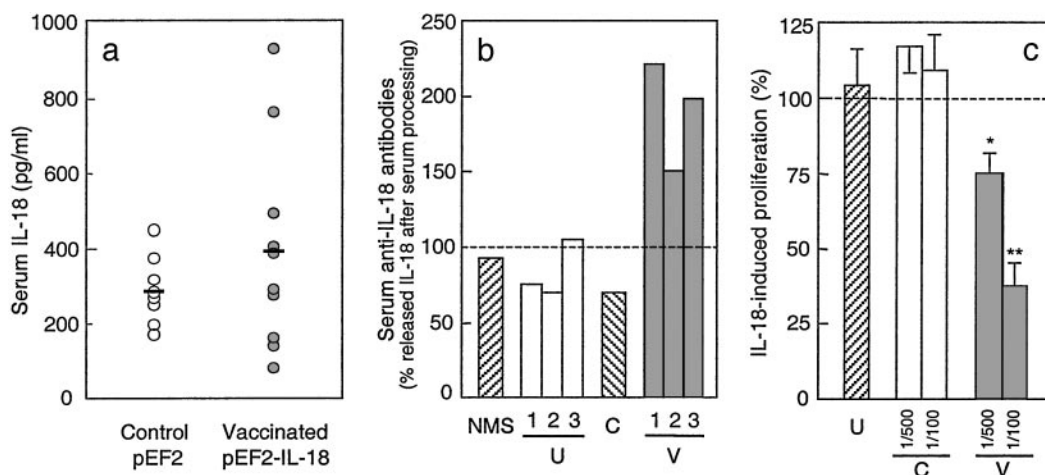 a
Serum IL-18 (pg/ml)
1000
800
600
400
200
0
Control
pEF2
Vaccinated
pEF2-IL-18
b
Serum anti-IL-18 antibodies
(% released IL-18 after serum processing)
250
200
150
100
50
0
NMS
1 2 3
U
C
1 2 3
V
c
IL-18-induced proliferation (%)
125
100
75
50
25
0
*
**
U
1/500
1/100
C
1/500
1/100
V